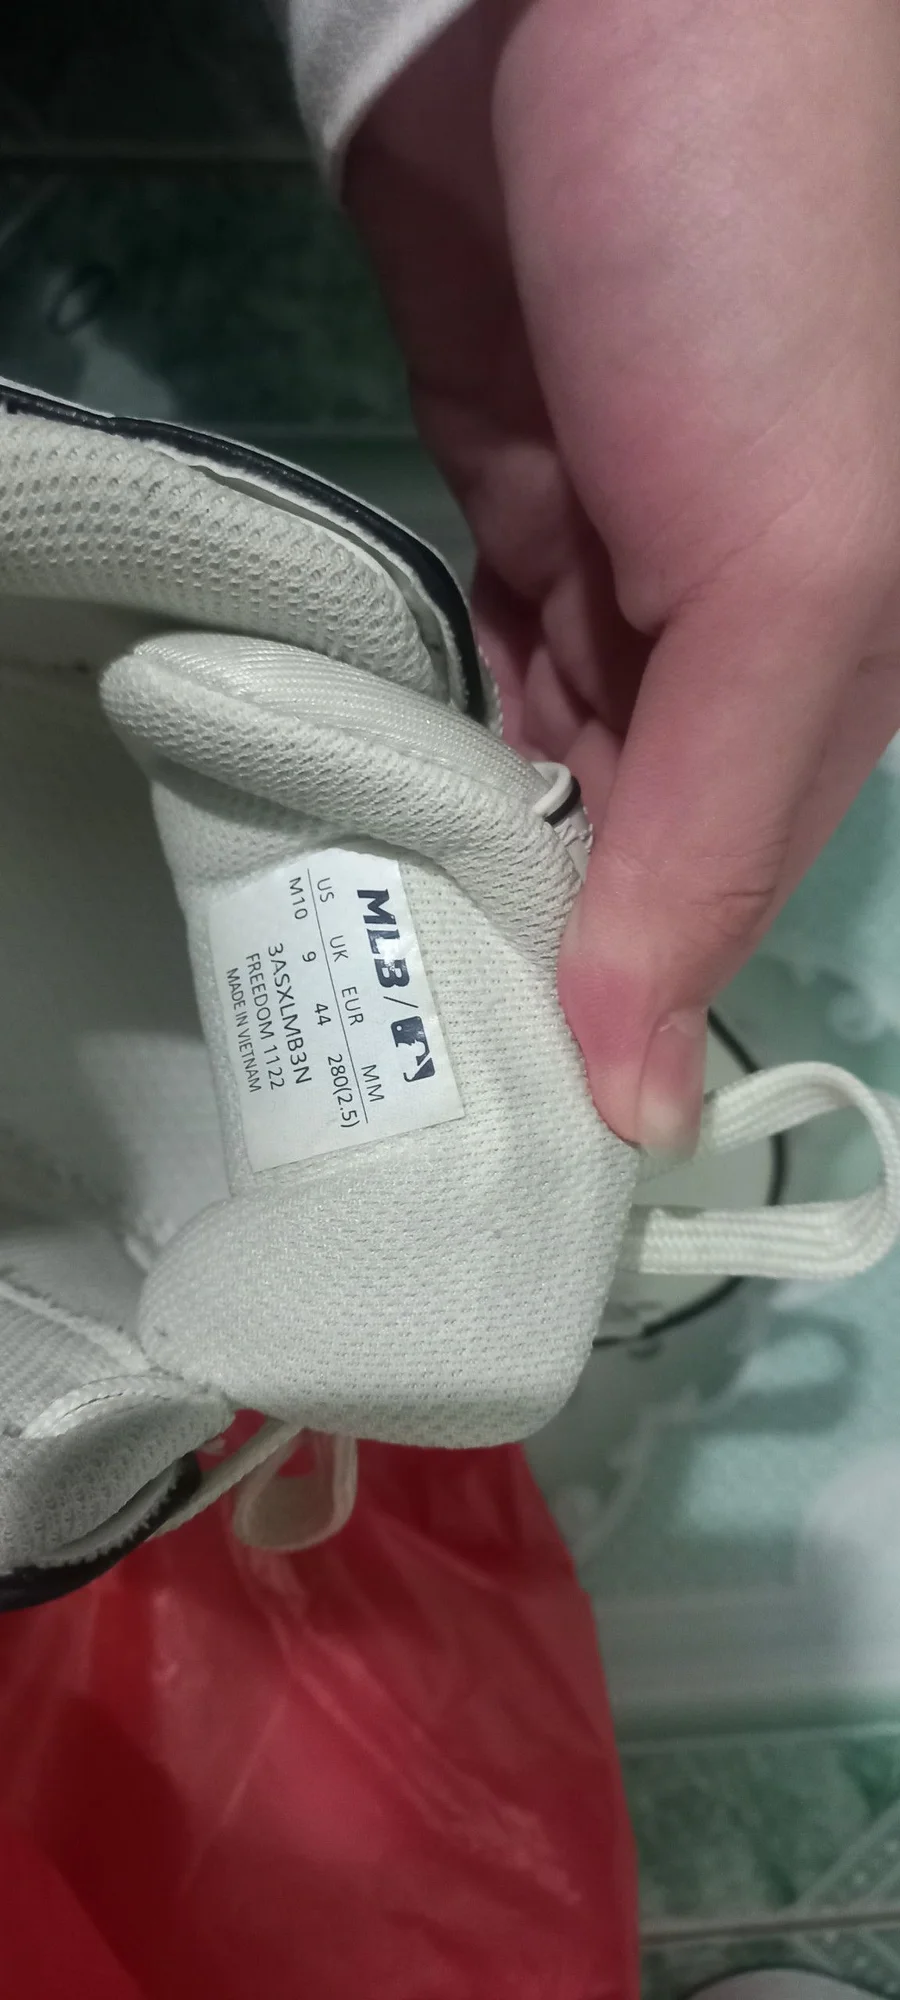 MLB/
US UK EUR MM
M10 9 44 280(2.5)
3ASXLMB3N
FREEDOM 1122
MADE IN VIETNAM